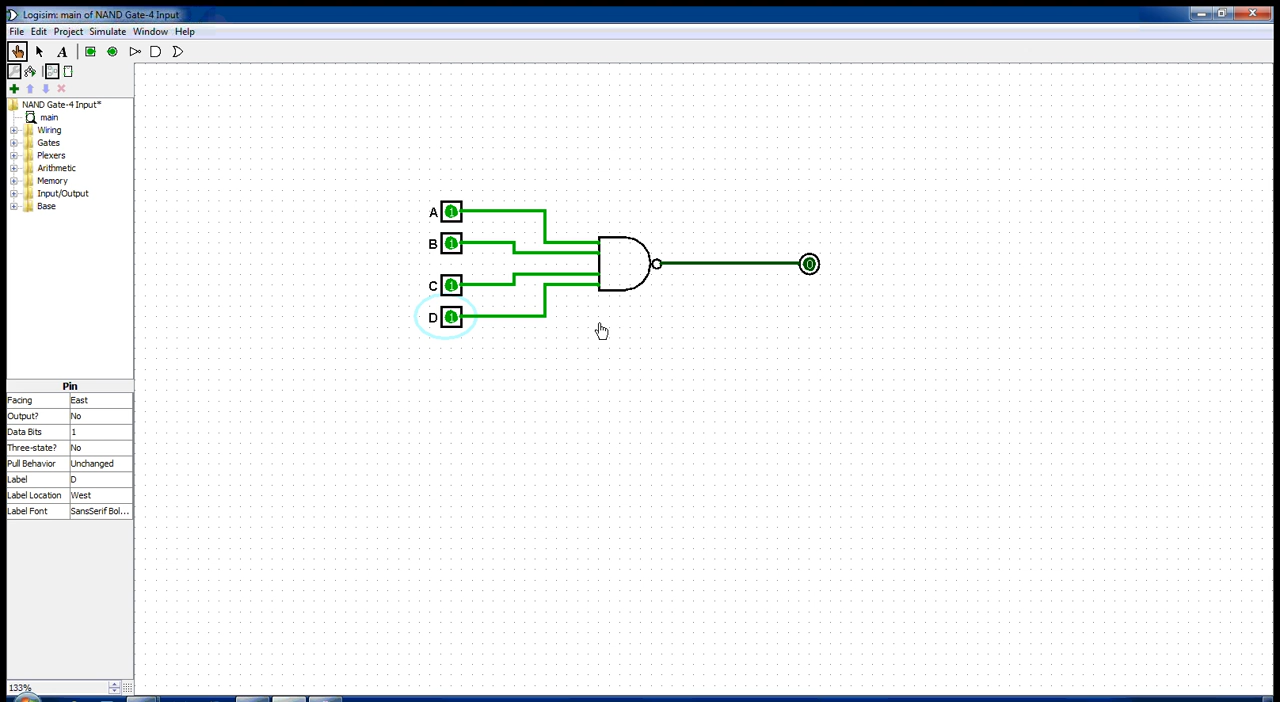 Logisim: main of NAND Gate-4 Input
File Edit Project Simulate Window Help
A
NAND Gate-4 Input*
main
Wiring
Gates
Plexers
Arithmetic
Memory
Input/Output
Base
A 1
B 1
C 1
D 1
0
Pin
Facing East
Output? No
Data Bits 1
Three-state? No
Pull Behavior Unchanged
Label D
Label Location West
Label Font SansSerif Bol...
133%